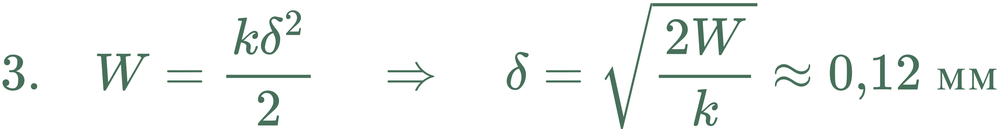 3. W = kδ²/2 ⇒ δ = √(2W/k) ≈ 0,12 мм